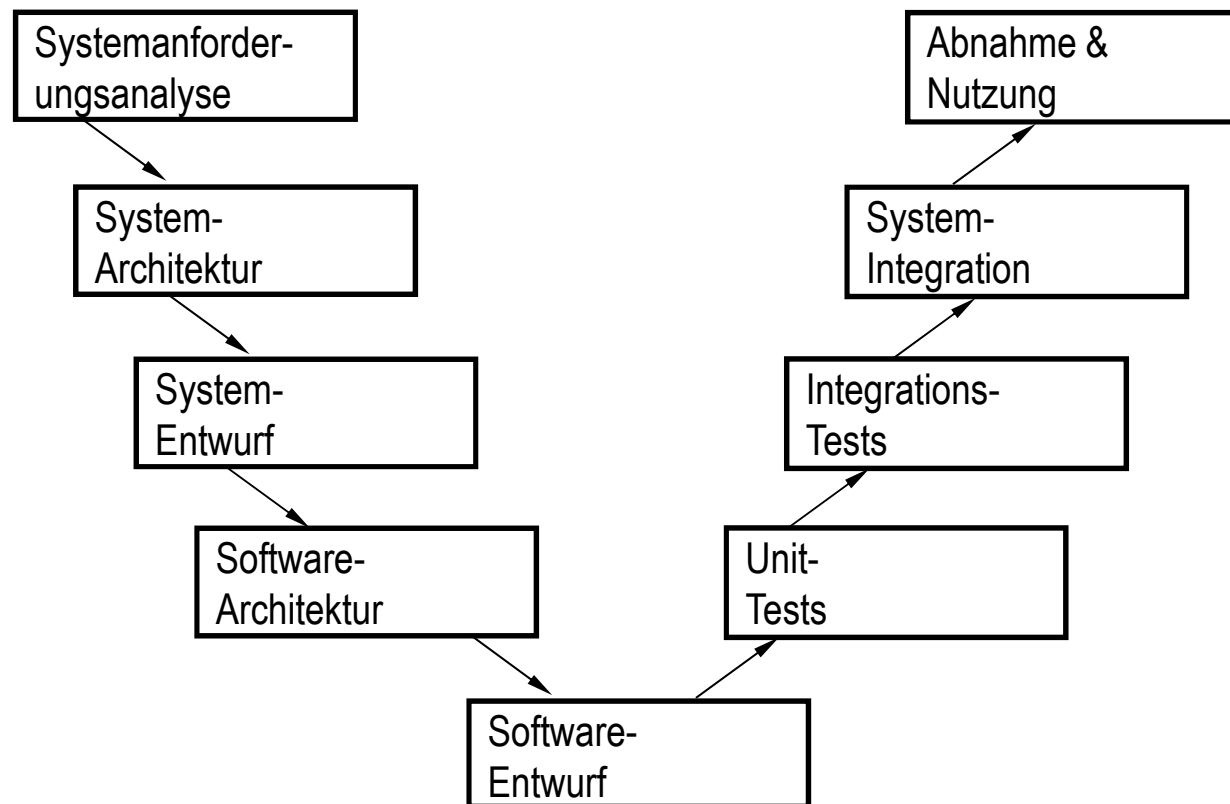 Systemanforder-
ungsanalyse
Abnahme &
Nutzung
System-
Architektur
System-
Integration
System-
Entwurf
Integrations-
Tests
Software-
Architektur
Unit-
Tests
Software-
Entwurf